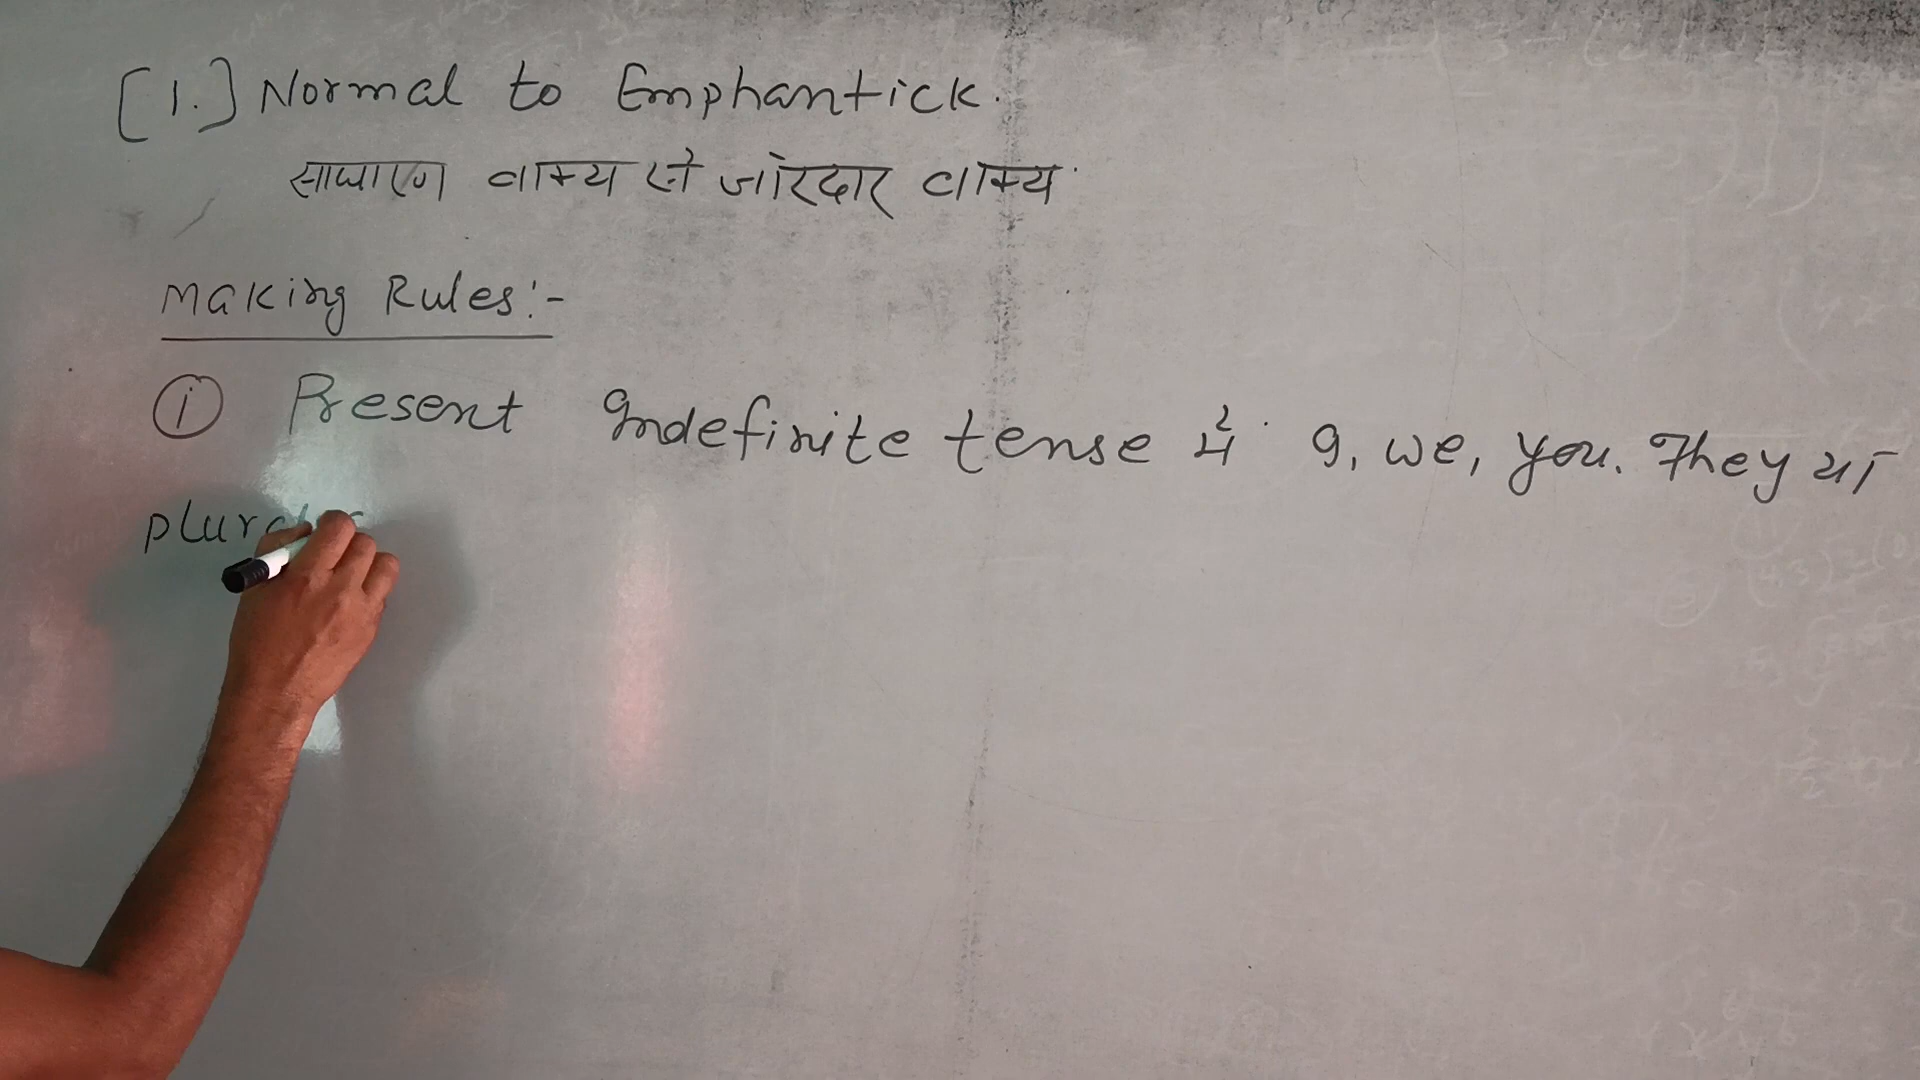 [1.] Normal to Emphantick.
साधारण वाक्य से जोरदार वाक्य.
Making Rules:-
(i) Present Indefinite tense में I, we, you. They या
plural